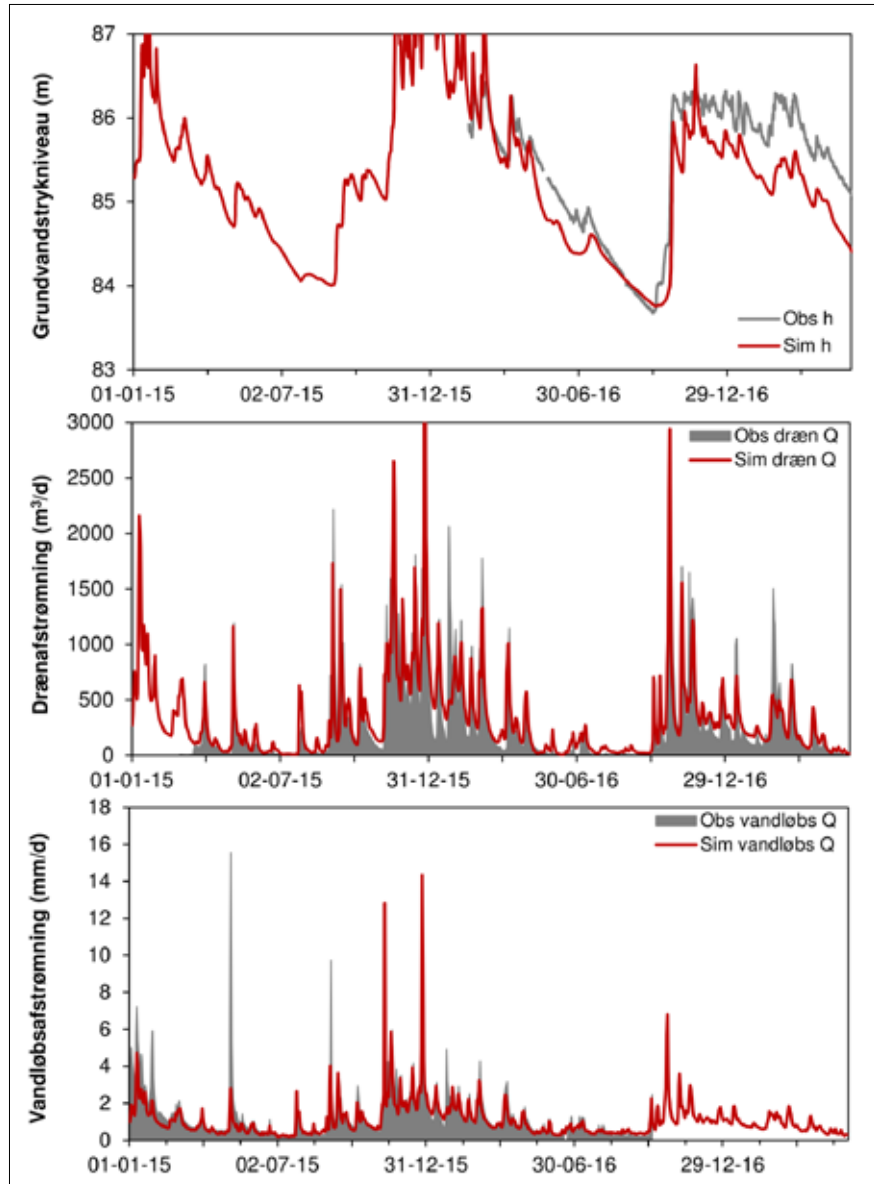 Grundvandstrykniveau (m)
87
86
85
84
83
Obs h
Sim h
01-01-15 02-07-15 31-12-15 30-06-16 29-12-16
Drænafstrømning (m³/d)
3000
2500
2000
1500
1000
500
0
Obs dræn Q
Sim dræn Q
01-01-15 02-07-15 31-12-15 30-06-16 29-12-16
Vandløbsafstrømning (mm/d)
18
16
14
12
10
8
6
4
2
0
Obs vandløbs Q
Sim vandløbs Q
01-01-15 02-07-15 31-12-15 30-06-16 29-12-16